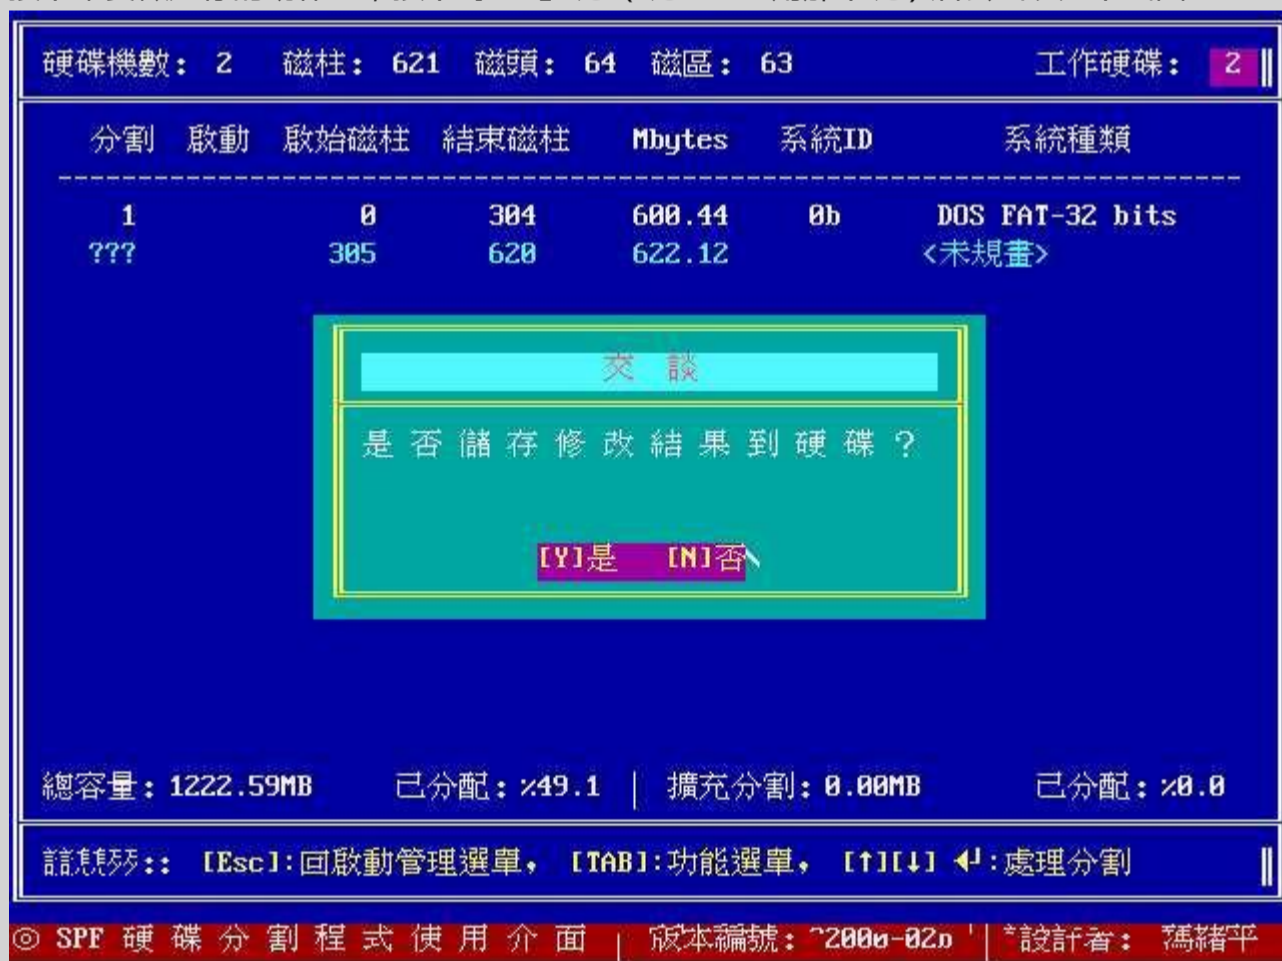 硬碟機數： 2 磁柱： 621 磁頭： 64 磁區： 63 工作硬碟： 2
分割 啟動 啟始磁柱 結束磁柱 Mbytes 系統ID 系統種類
1 0 304 600.44 0b DOS FAT-32 bits
??? 305 620 622.12 <未規畫>
交 談
是 否 儲 存 修 改 結 果 到 硬 碟 ？
[Y]是 [N]否
總容量：1222.59MB 已分配：%49.1 | 擴充分割：0.00MB 已分配：%0.0
[Esc]:回啟動管理選單， [TAB]:功能選單， [↑][↓] ◄┘:處理分割
◎ SPF 硬 碟 分 割 程 式 使 用 介 面 | 版本編號： | 設計者：